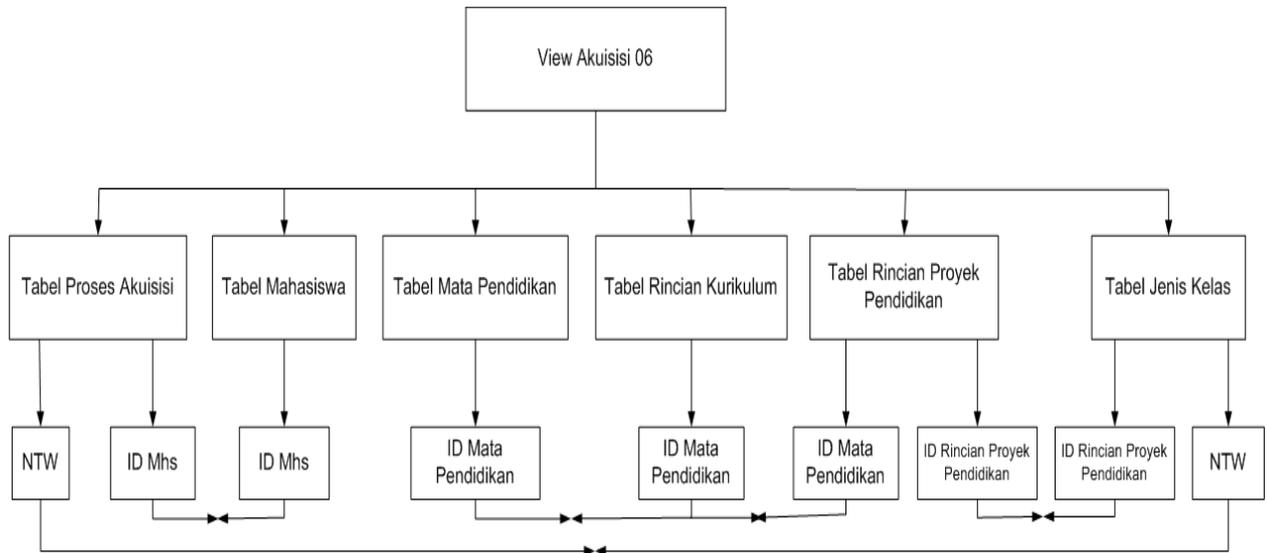 View Akuisisi 06
Tabel Proses Akuisisi
Tabel Mahasiswa
Tabel Mata Pendidikan
Tabel Rincian Kurikulum
Tabel Rincian Proyek
Pendidikan
Tabel Jenis Kelas
NTW
ID Mhs
ID Mhs
ID Mata
Pendidikan
ID Mata
Pendidikan
ID Mata
Pendidikan
ID Rincian Proyek
Pendidikan
ID Rincian Proyek
Pendidikan
NTW